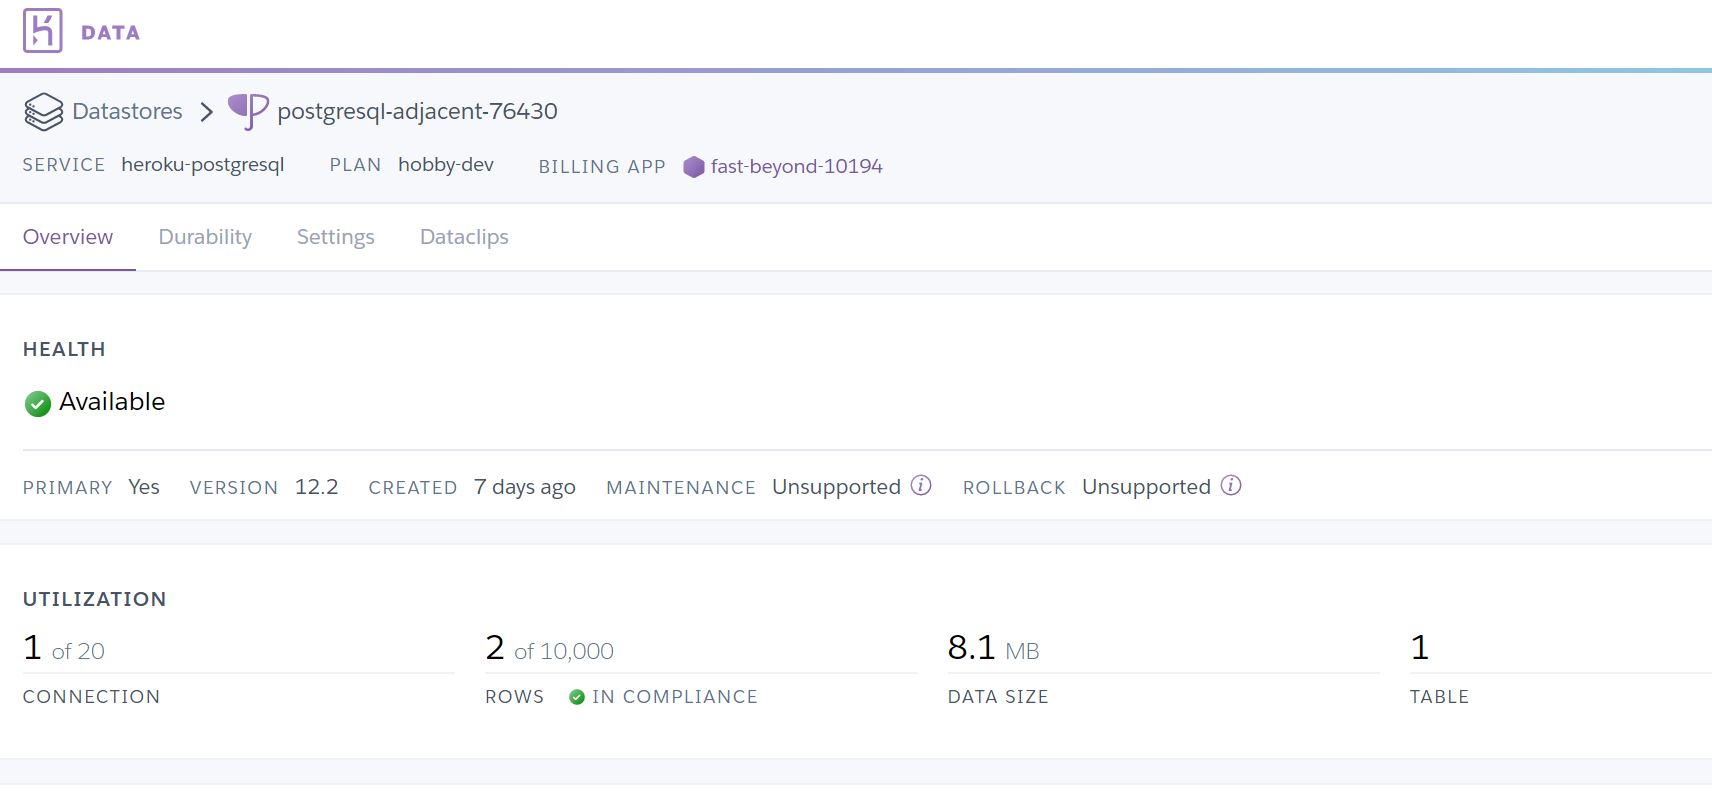 DATA
Datastores postgresql-adjacent-76430
SERVICE heroku-postgresql PLAN hobby-dev BILLING APP fast-beyond-10194
Overview Durability Settings Dataclips
HEALTH
Available
PRIMARY Yes VERSION 12.2 CREATED 7 days ago MAINTENANCE Unsupported ROLLBACK Unsupported
UTILIZATION
1 of 20 2 of 10,000 8.1 MB 1
CONNECTION ROWS IN COMPLIANCE DATA SIZE TABLE